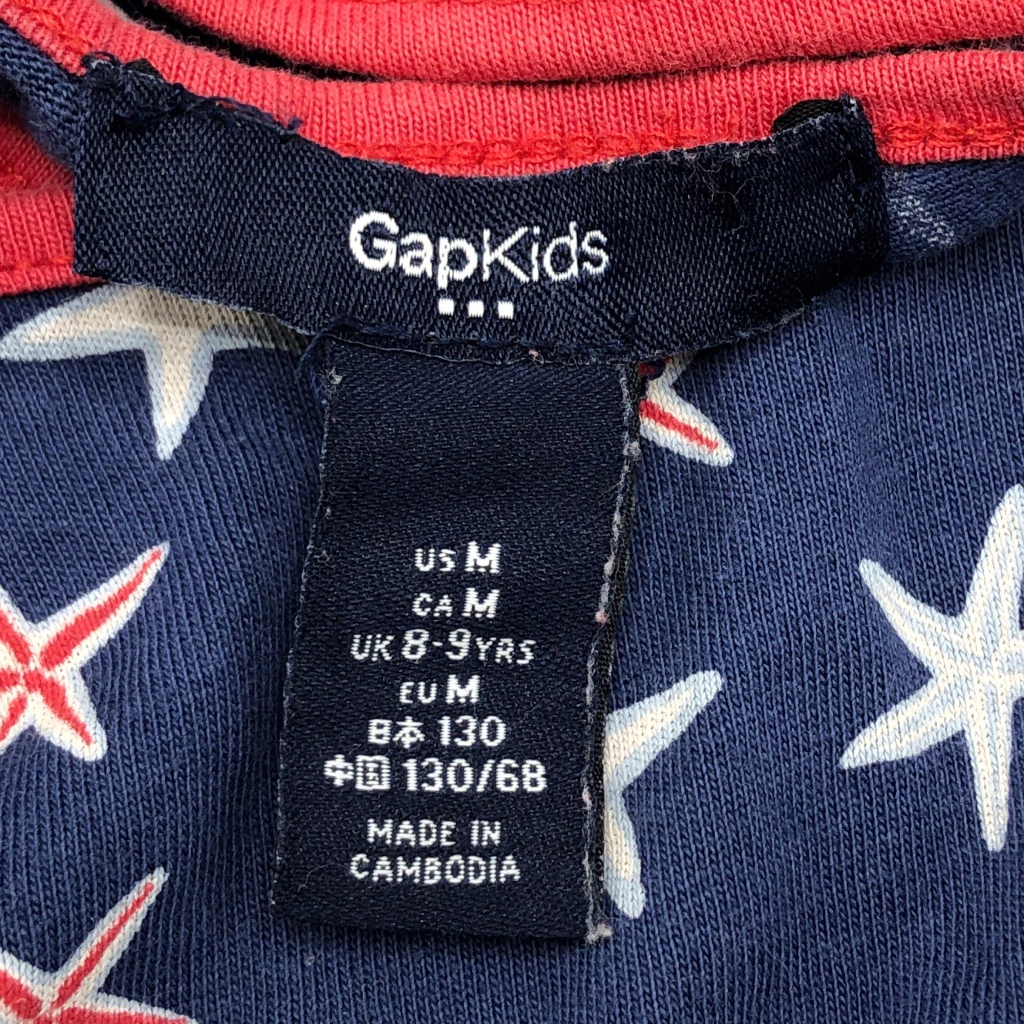 GapKids
US M
CA M
UK 8-9YRS
EU M
日本 130
中国 130/68
MADE IN
CAMBODIA